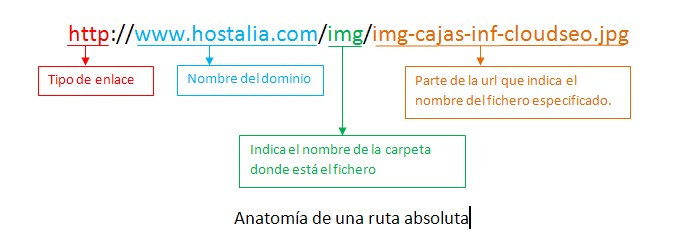 http://www.hostalia.com/img/img-cajas-inf-cloudseo.jpg
Tipo de enlace
Nombre del dominio
Parte de la url que indica el
nombre del fichero especificado.
Indica el nombre de la carpeta
donde está el fichero
Anatomía de una ruta absoluta